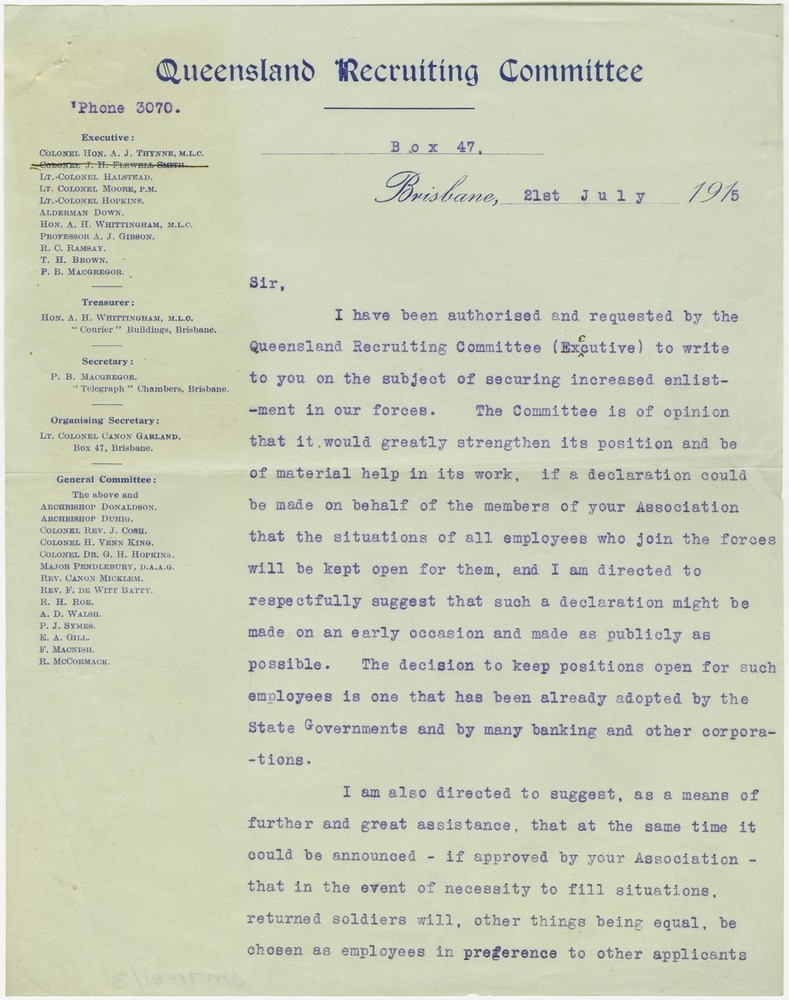 Queensland Recruiting Committee
'Phone 3070.
Executive:
COLONEL HON. A. J. THYNNE, M.L.C.
COLONEL J. H. FLEWELL SMITH.
LT.-COLONEL HALSTEAD.
LT. COLONEL MOORE, P.M.
LT.-COLONEL HOPKINS.
ALDERMAN DOWN.
HON. A. H. WHITTINGHAM, M.L.C.
PROFESSOR A. J. GIBSON.
R. C. RAMSAY.
T. H. BROWN.
P. B. MACGREGOR.
Treasurer:
HON. A. H. WHITTINGHAM, M.L.C.
"Courier" Buildings, Brisbane.
Secretary:
P. B. MACGREGOR.
"Telegraph" Chambers, Brisbane.
Organising Secretary:
LT. COLONEL CANON GARLAND.
Box 47, Brisbane.
General Committee:
The above and
ARCHBISHOP DONALDSON.
ARCHBISHOP DUHIG.
COLONEL REV. J. COSH.
COLONEL H. VENN KING.
COLONEL DR. G. H. HOPKINS.
MAJOR PENDLEBURY, D.A.A.G.
REV. CANON MICKLEM.
REV. F. DE WITT BATTY.
R. H. ROE.
A. D. WALSH.
P. J. SYMES.
E. A. GILL.
F. MACNISH.
R. MCCORMACK.
Box 47,
Brisbane, 21st July 1915
Sir,
I have been authorised and requested by the
Queensland Recruiting Committee (Executive) to write
to you on the subject of securing increased enlist-
-ment in our forces. The Committee is of opinion
that it would greatly strengthen its position and be
of material help in its work, if a declaration could
be made on behalf of the members of your Association
that the situations of all employees who join the forces
will be kept open for them, and I am directed to
respectfully suggest that such a declaration might be
made on an early occasion and made as publicly as
possible. The decision to keep positions open for such
employees is one that has been already adopted by the
State Governments and by many banking and other corpora-
-tions.
I am also directed to suggest, as a means of
further and great assistance, that at the same time it
could be announced - if approved by your Association -
that in the event of necessity to fill situations,
returned soldiers will, other things being equal, be
chosen as employees in preference to other applicants